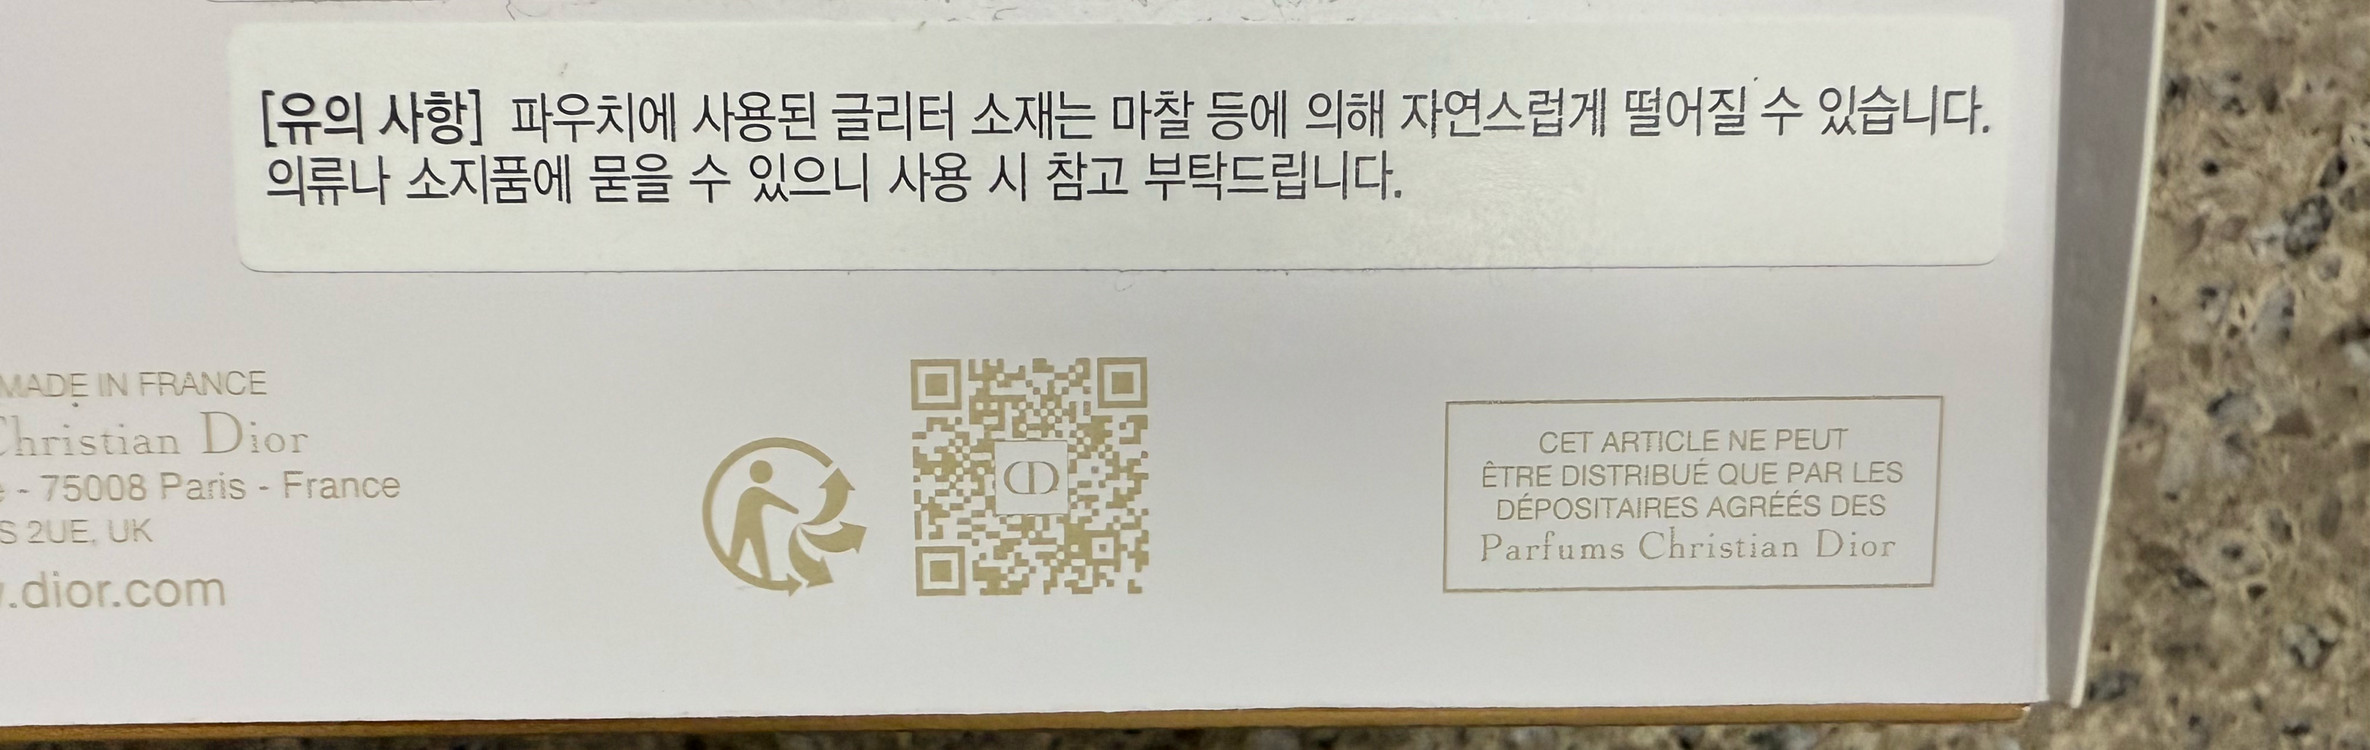 [유의 사항] 파우치에 사용된 글리터 소재는 마찰 등에 의해 자연스럽게 떨어질 수 있습니다.
의류나 소지품에 묻을 수 있으니 사용 시 참고 부탁드립니다.
MADE IN FRANCE
Christian Dior
- 75008 Paris - France
2UE, UK
.dior.com
CD
CET ARTICLE NE PEUT
ÊTRE DISTRIBUÉ QUE PAR LES
DÉPOSITAIRES AGRÉÉS DES
Parfums Christian Dior